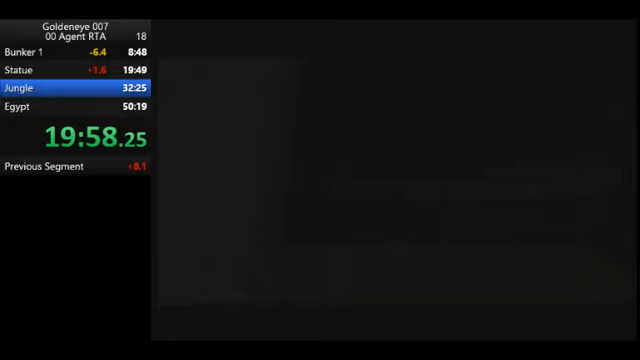 Goldeneye 007
00 Agent RTA 18
Bunker 1 -6.4 8:48
Statue +1.6 19:49
Jungle 32:25
Egypt 50:19
19:58.25
Previous Segment +8.1